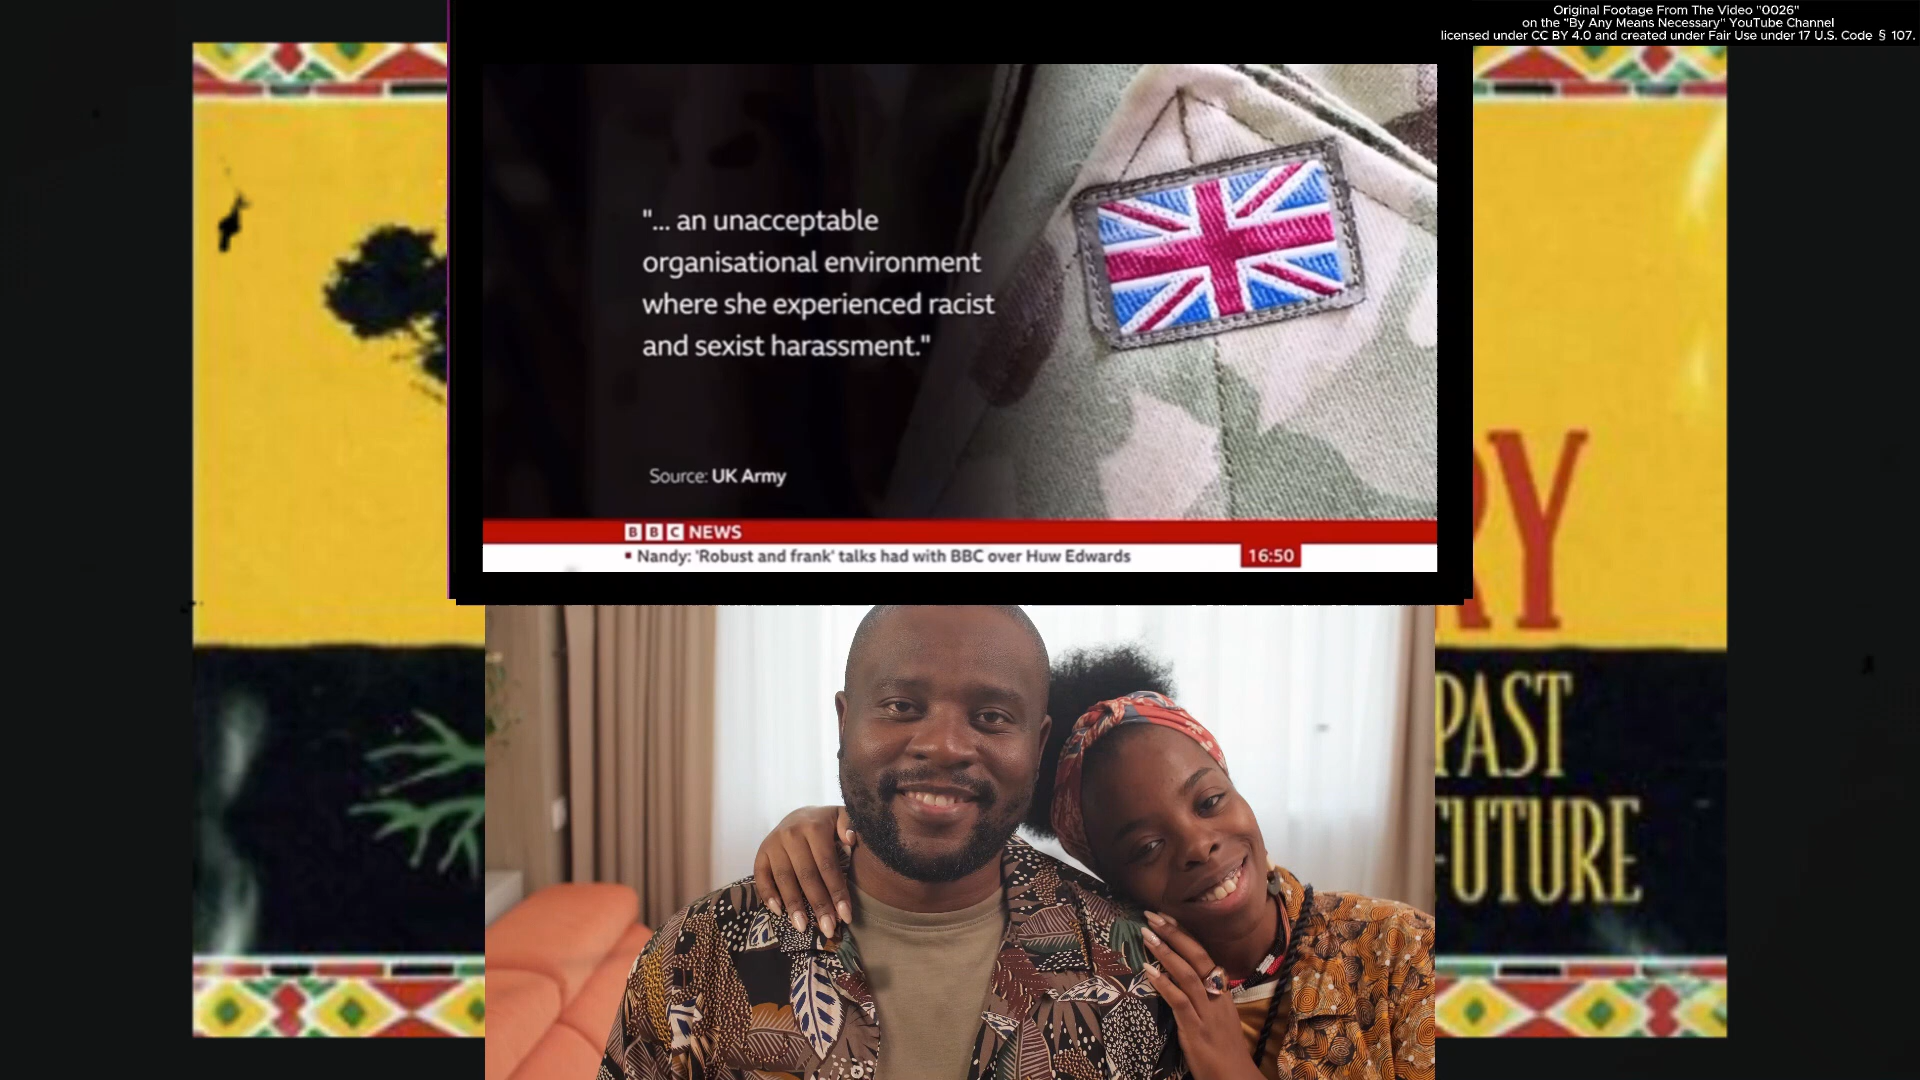 Original Footage From The Video "0026"
on the "By Any Means Necessary" YouTube Channel
licensed under CC BY 4.0 and created under Fair Use under 17 U.S. Code § 107.
"... an unacceptable
organisational environment
where she experienced racist
and sexist harassment."
Source: UK Army
BBC NEWS
Nandy: 'Robust and frank' talks had with BBC over Huw Edwards
16:50
RY
PAST
FUTURE